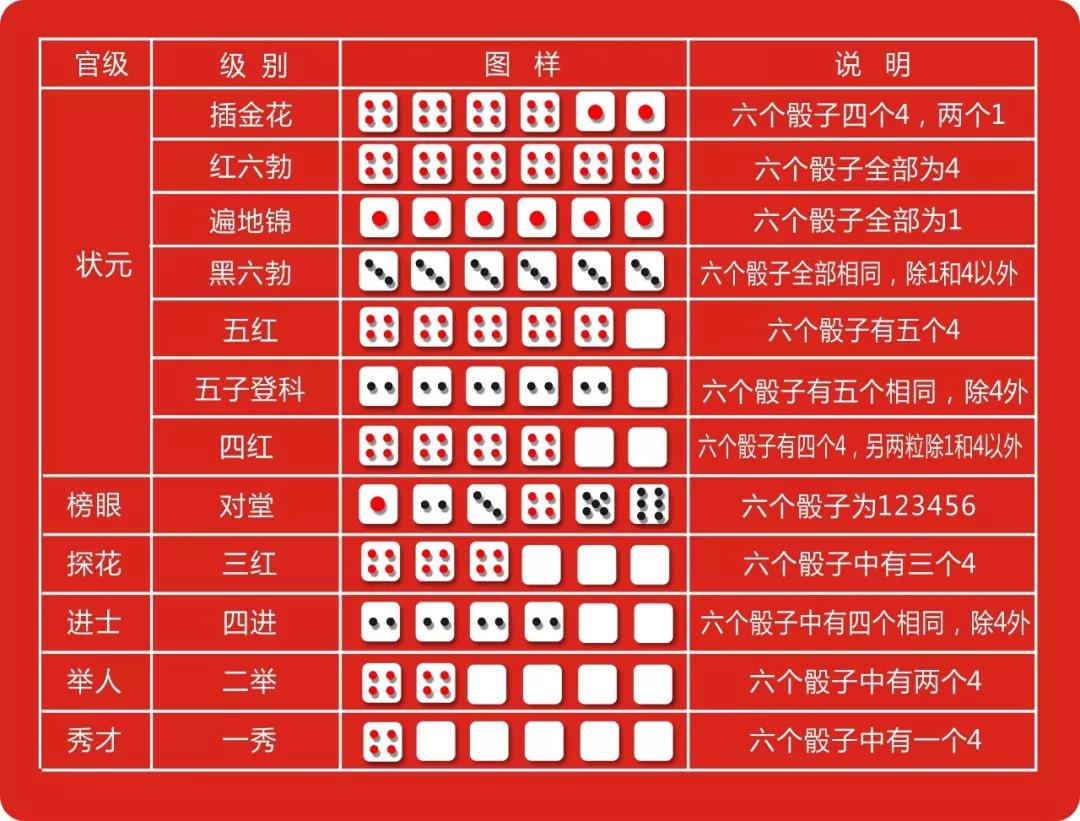 官级 级别 图样 说明
状元
插金花 六个骰子四个4，两个1
红六勃 六个骰子全部为4
遍地锦 六个骰子全部为1
黑六勃 六个骰子全部相同，除1和4以外
五红 六个骰子有五个4
五子登科 六个骰子有五个相同，除4外
四红 六个骰子有四个4，另两粒除1和4以外
榜眼 对堂 六个骰子为123456
探花 三红 六个骰子中有三个4
进士 四进 六个骰子中有四个相同，除4外
举人 二举 六个骰子中有两个4
秀才 一秀 六个骰子中有一个4